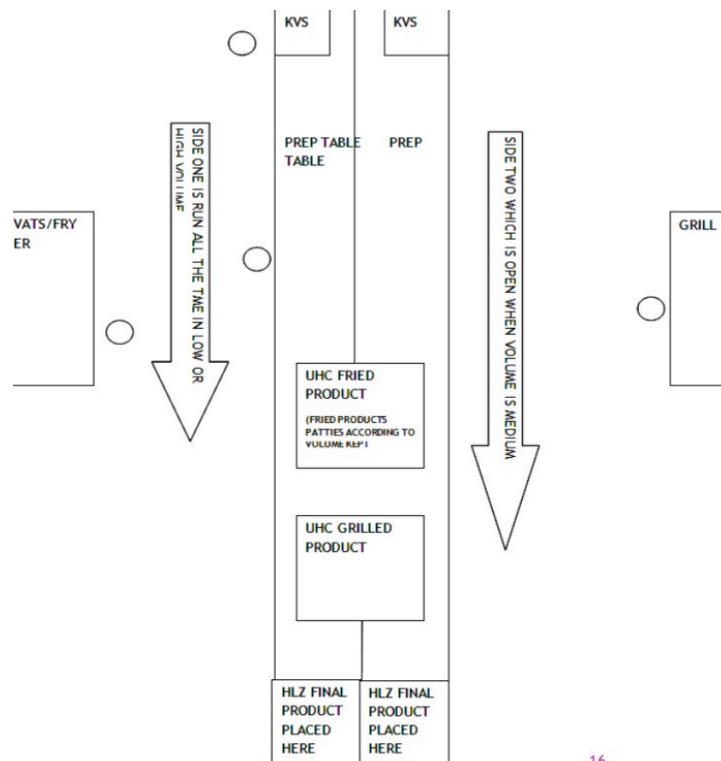 KVS
KVS
PREP TABLE
TABLE
PREP
SIDE ONE IS RUN ALL THE TME IN LOW OR
HIGH VOLUME
SIDE TWO WHICH IS OPEN WHEN VOLUME IS MEDIUM
VATS/FRY
ER
GRILL
UHC FRIED
PRODUCT
(FRIED PRODUCTS
PATTIES ACCORDING TO
VOLUME KEPT
UHC GRILLED
PRODUCT
HLZ FINAL
PRODUCT
PLACED
HERE
HLZ FINAL
PRODUCT
PLACED
HERE
16